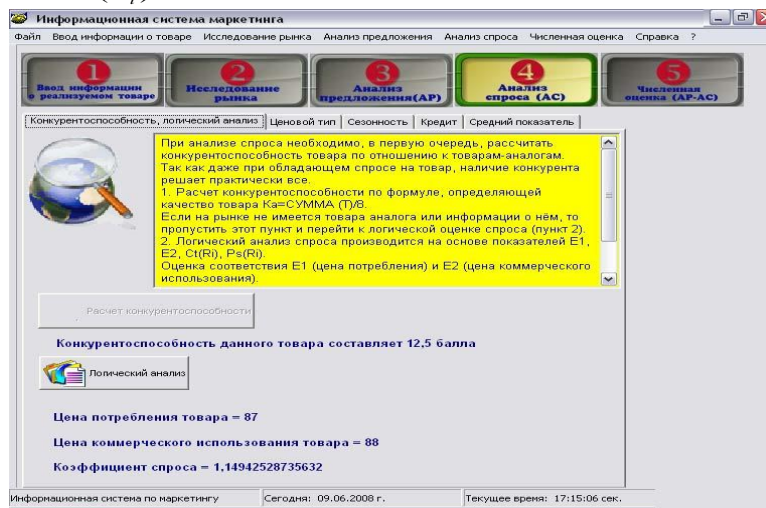 Информационная система маркетинга
Файл Ввод информации о товаре Исследование рынка Анализ предложения Анализ спроса Численная оценка Справка ?
1 Ввод информации о реализуемом товаре
2 Исследование рынка
3 Анализ предложения(AP)
4 Анализ спроса (AC)
5 Численная оценка (AP-AC)
Конкурентоспособность, логический анализ Ценовой тип Сезонность Кредит Средний показатель
При анализе спроса необходимо, в первую очередь, рассчитать
конкурентоспособность товара по отношению к товарам-аналогам.
Так как даже при обладающем спросе на товар, наличие конкурента
решает практически все.
1. Расчет конкурентоспособности по формуле, определяющей
качество товара Ка=СУММА (Т)/8.
Если на рынке не имеется товара аналога или информации о нём, то
пропустить этот пункт и перейти к логической оценке спроса (пункт 2).
2. Логический анализ спроса производится на основе показателей Е1,
Е2, Ct(Ri), Ps(Ri).
Оценка соответствия Е1 (цена потребления) и Е2 (цена коммерческого
использования).
Расчет конкурентоспособности
Конкурентоспособность данного товара составляет 12,5 балла
Логический анализ
Цена потребления товара = 87
Цена коммерческого использования товара = 88
Коэффициент спроса = 1,14942528735632
Информационная система по маркетингу Сегодня: 09.06.2008 г. Текущее время: 17:15:06 сек.